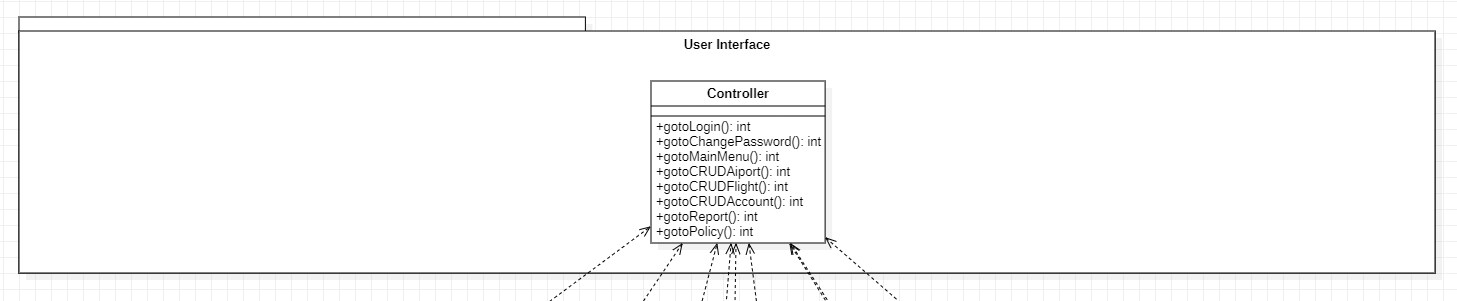 User Interface
Controller
+gotoLogin(): int
+gotoChangePassword(): int
+gotoMainMenu(): int
+gotoCRUDAiport(): int
+gotoCRUDFlight(): int
+gotoCRUDAccount(): int
+gotoReport(): int
+gotoPolicy(): int